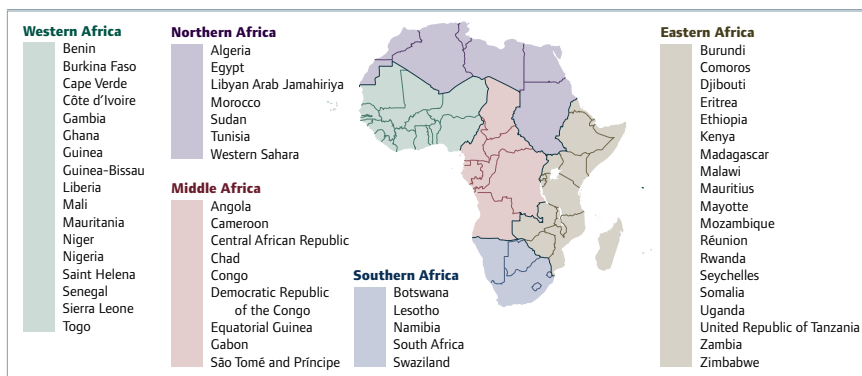 Western Africa
Benin
Burkina Faso
Cape Verde
Côte d’Ivoire
Gambia
Ghana
Guinea
Guinea-Bissau
Liberia
Mali
Mauritania
Niger
Nigeria
Saint Helena
Senegal
Sierra Leone
Togo
Northern Africa
Algeria
Egypt
Libyan Arab Jamahiriya
Morocco
Sudan
Tunisia
Western Sahara
Middle Africa
Angola
Cameroon
Central African Republic
Chad
Congo
Democratic Republic
of the Congo
Equatorial Guinea
Gabon
São Tomé and Príncipe
Southern Africa
Botswana
Lesotho
Namibia
South Africa
Swaziland
Eastern Africa
Burundi
Comoros
Djibouti
Eritrea
Ethiopia
Kenya
Madagascar
Malawi
Mauritius
Mayotte
Mozambique
Réunion
Rwanda
Seychelles
Somalia
Uganda
United Republic of Tanzania
Zambia
Zimbabwe